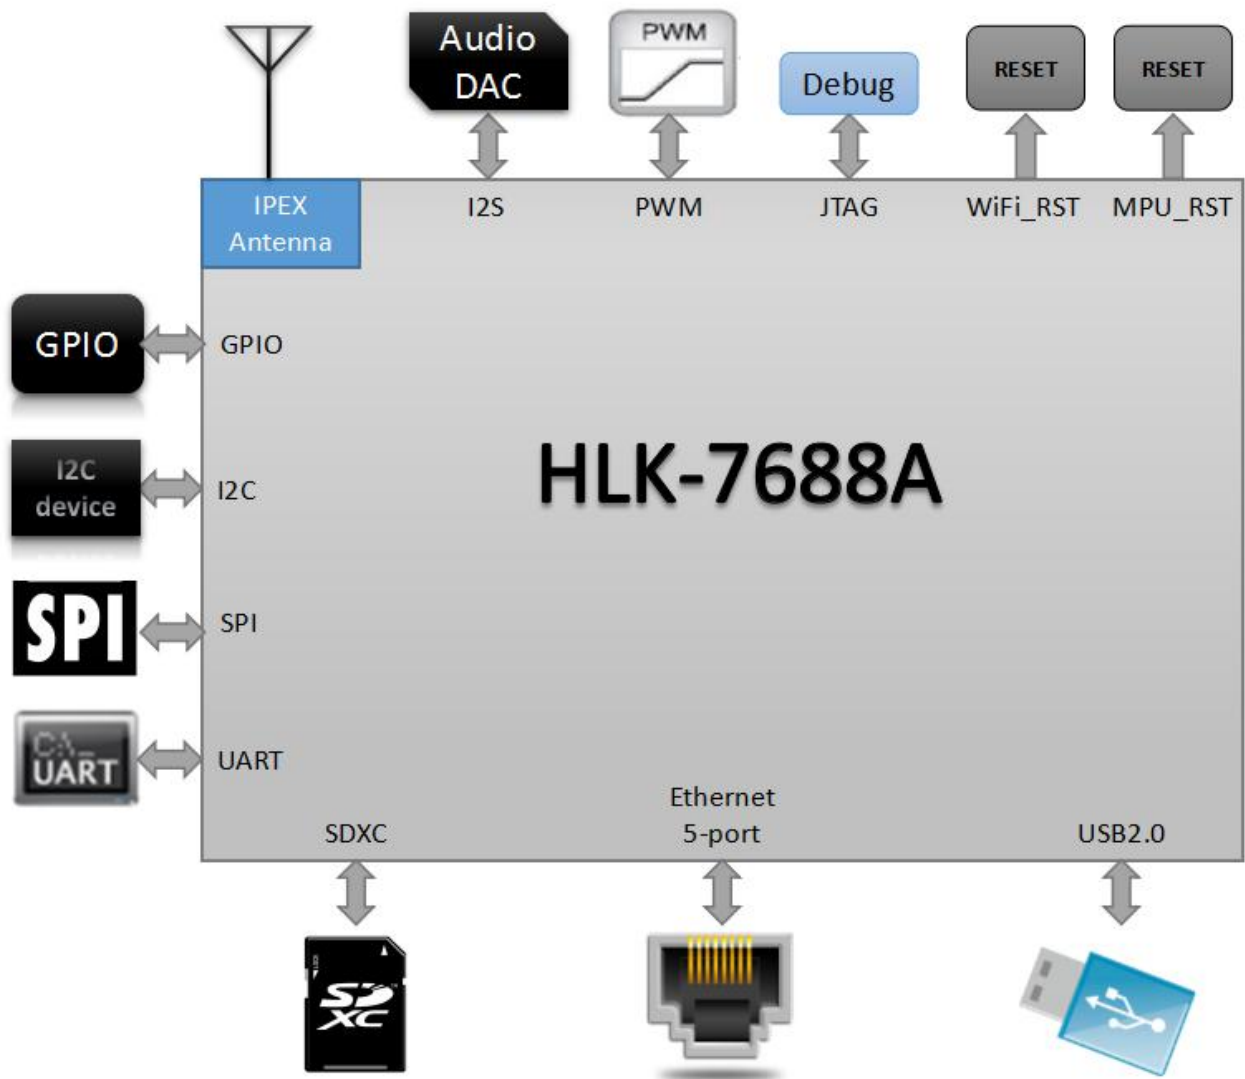 Audio
DAC
PWM
Debug
RESET
RESET
IPEX
Antenna
I2S
PWM
JTAG
WiFi_RST
MPU_RST
GPIO
GPIO
I2C
device
I2C
HLK-7688A
SPI
SPI
C:\_
UART
UART
SDXC
Ethernet
5-port
USB2.0
SD
XC